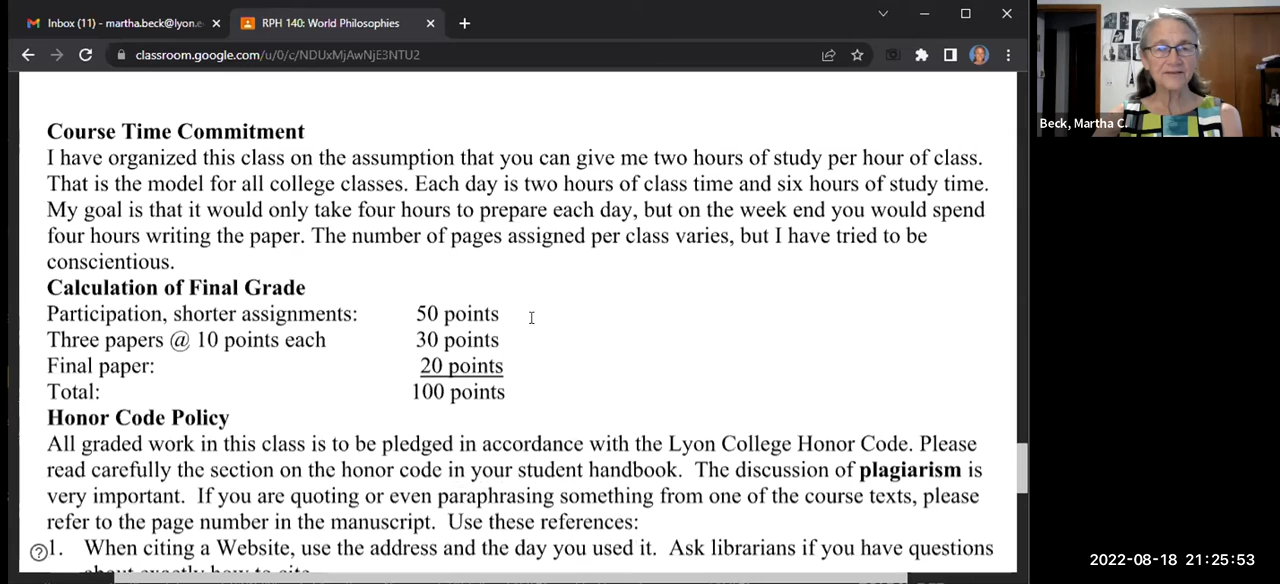 Inbox (11) - martha.beck@lyon.e
RPH 140: World Philosophies
classroom.google.com/u/0/c/NDUxMjAwNjE3NTU2
Beck, Martha C.
Course Time Commitment
I have organized this class on the assumption that you can give me two hours of study per hour of class.
That is the model for all college classes. Each day is two hours of class time and six hours of study time.
My goal is that it would only take four hours to prepare each day, but on the week end you would spend
four hours writing the paper. The number of pages assigned per class varies, but I have tried to be
conscientious.
Calculation of Final Grade
Participation, shorter assignments: 50 points
Three papers @ 10 points each 30 points
Final paper: 20 points
Total: 100 points
Honor Code Policy
All graded work in this class is to be pledged in accordance with the Lyon College Honor Code. Please
read carefully the section on the honor code in your student handbook. The discussion of plagiarism is
very important. If you are quoting or even paraphrasing something from one of the course texts, please
refer to the page number in the manuscript. Use these references:
1. When citing a Website, use the address and the day you used it. Ask librarians if you have questions
about exactly how to cite
2022-08-18 21:25:53